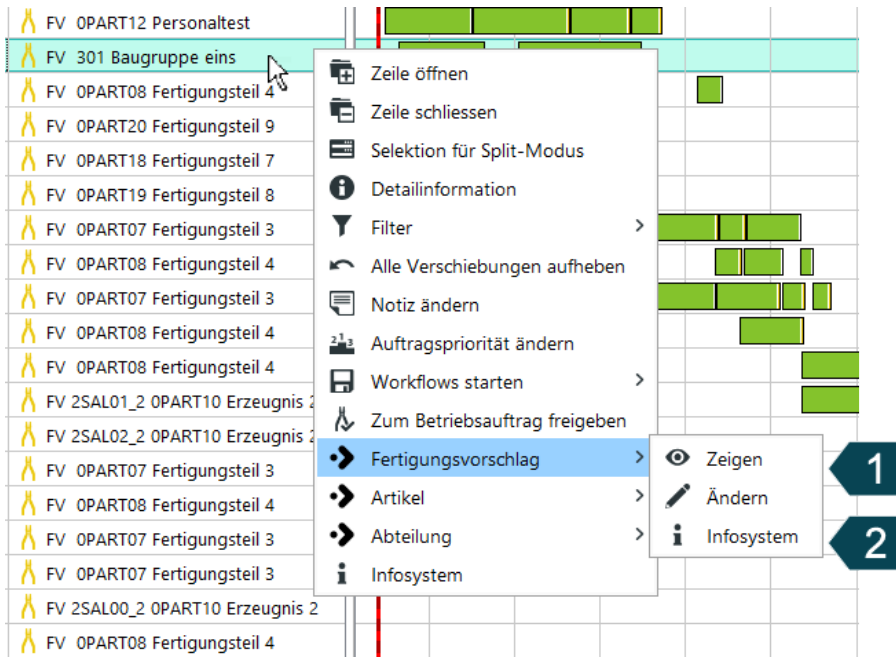 FV 0PART12 Personaltest
FV 301 Baugruppe eins
FV 0PART08 Fertigungsteil 4
FV 0PART20 Fertigungsteil 9
FV 0PART18 Fertigungsteil 7
FV 0PART19 Fertigungsteil 8
FV 0PART07 Fertigungsteil 3
FV 0PART08 Fertigungsteil 4
FV 0PART07 Fertigungsteil 3
FV 0PART08 Fertigungsteil 4
FV 0PART08 Fertigungsteil 4
FV 2SAL01_2 0PART10 Erzeugnis 2
FV 2SAL02_2 0PART10 Erzeugnis 2
FV 0PART07 Fertigungsteil 3
FV 0PART08 Fertigungsteil 4
FV 0PART07 Fertigungsteil 3
FV 0PART07 Fertigungsteil 3
FV 2SAL00_2 0PART10 Erzeugnis 2
FV 0PART08 Fertigungsteil 4
Zeile öffnen
Zeile schliessen
Selektion für Split-Modus
Detailinformation
Filter
Alle Verschiebungen aufheben
Notiz ändern
Auftragspriorität ändern
Workflows starten
Zum Betriebsauftrag freigeben
Fertigungsvorschlag
Artikel
Abteilung
Infosystem
Zeigen
Ändern
Infosystem
1
2